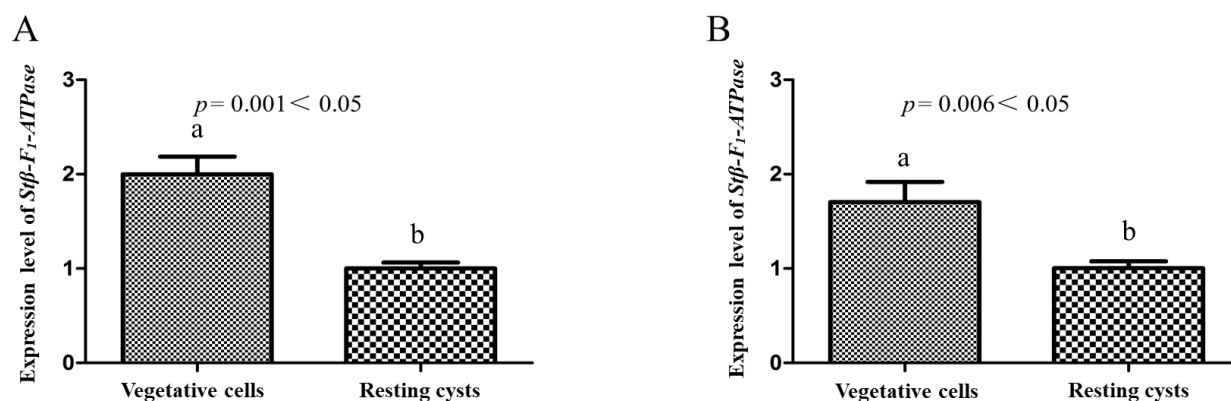 A
Expression level of Stβ-F1-ATPase
3
2
1
0
p= 0.001＜ 0.05
a
b
Vegetative cells
Resting cysts
B
Expression level of Stβ-F1-ATPase
3
2
1
0
p= 0.006＜ 0.05
a
b
Vegetative cells
Resting cysts